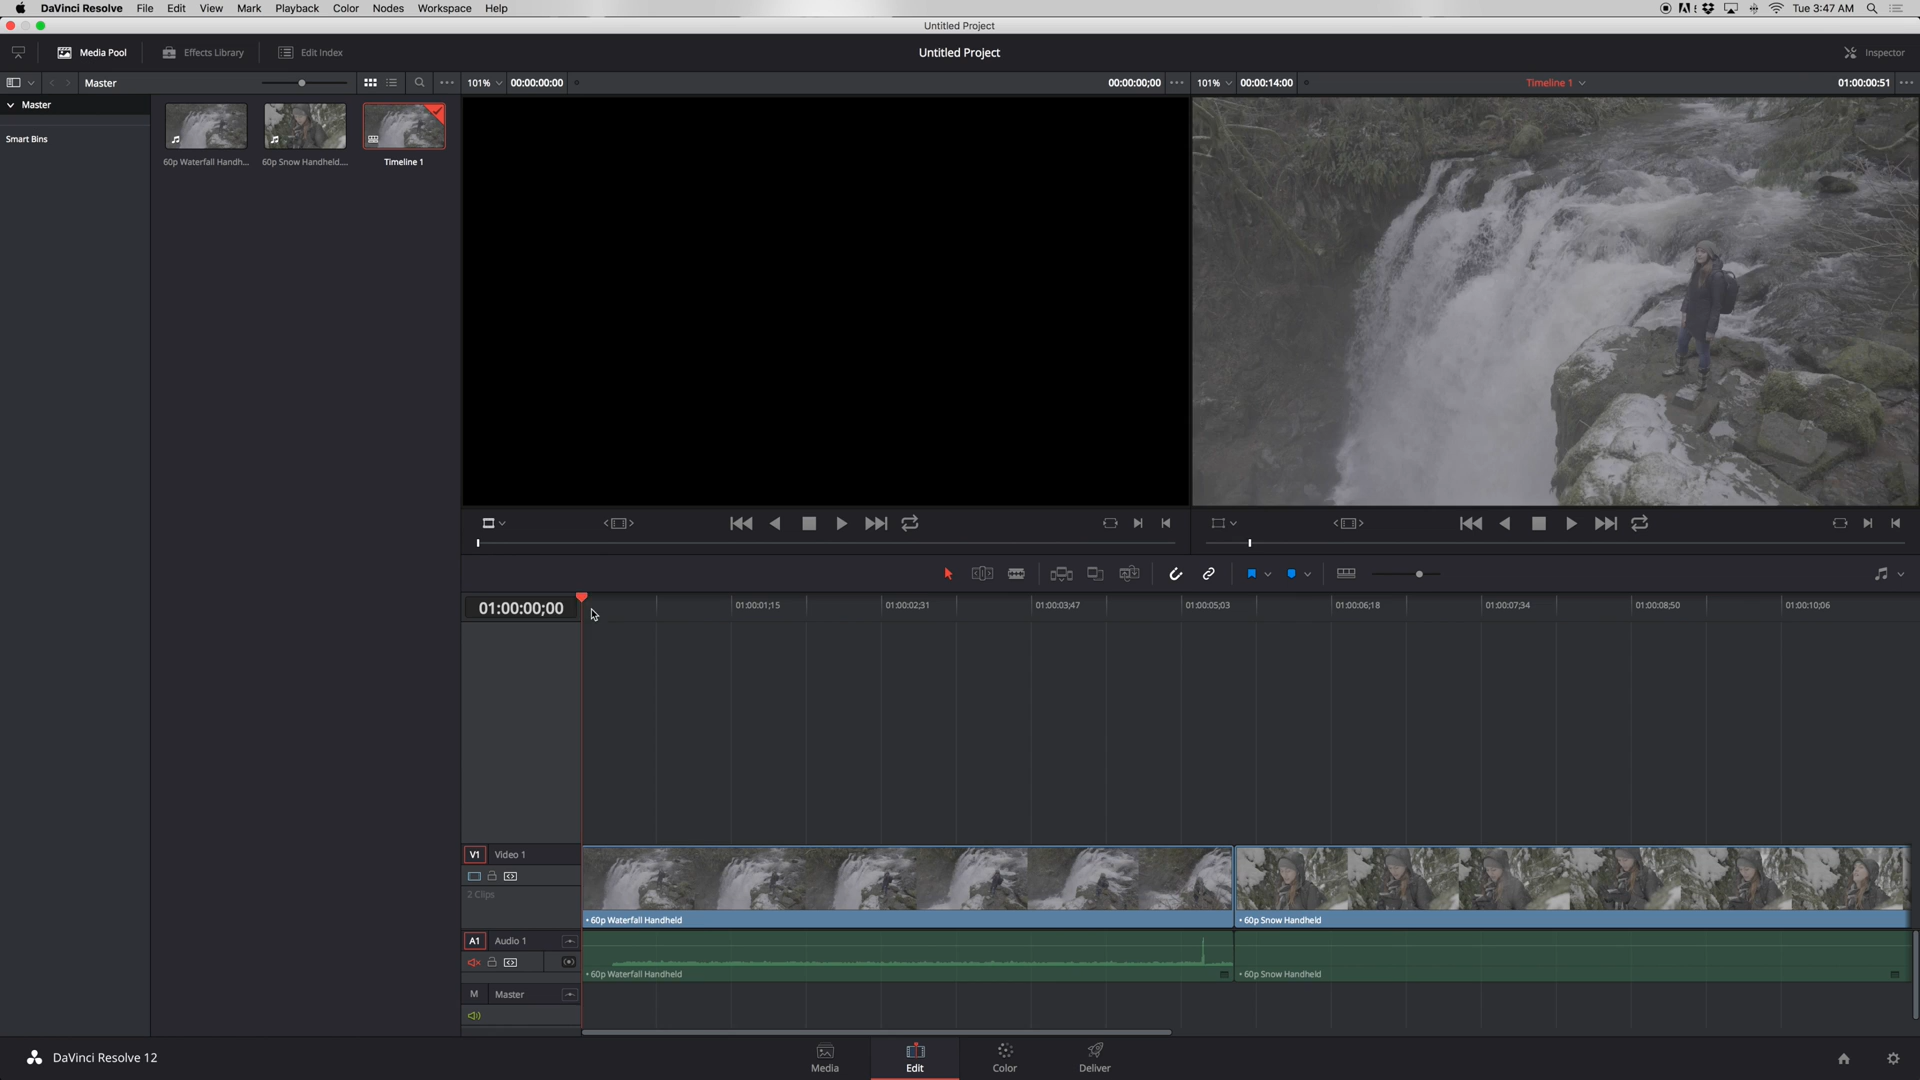 DaVinci Resolve File Edit View Mark Playback Color Nodes Workspace Help
Tue 3:47 AM
Untitled Project
Media Pool Effects Library Edit Index
Untitled Project
Inspector
Master
101% 00:00:00:00
00:00:00;00
101% 00:00:14:00
Timeline 1
01:00:00:51
Master
Smart Bins
60p Waterfall Handh...
60p Snow Handheld....
Timeline 1
01:00:00;00
01:00:01;15
01:00:02;31
01:00:03;47
01:00:05;03
01:00:06;18
01:00:07;34
01:00:08;50
01:00:10;06
V1 Video 1
2 Clips
• 60p Waterfall Handheld
• 60p Snow Handheld
A1 Audio 1
• 60p Waterfall Handheld
• 60p Snow Handheld
M Master
DaVinci Resolve 12
Media
Edit
Color
Deliver